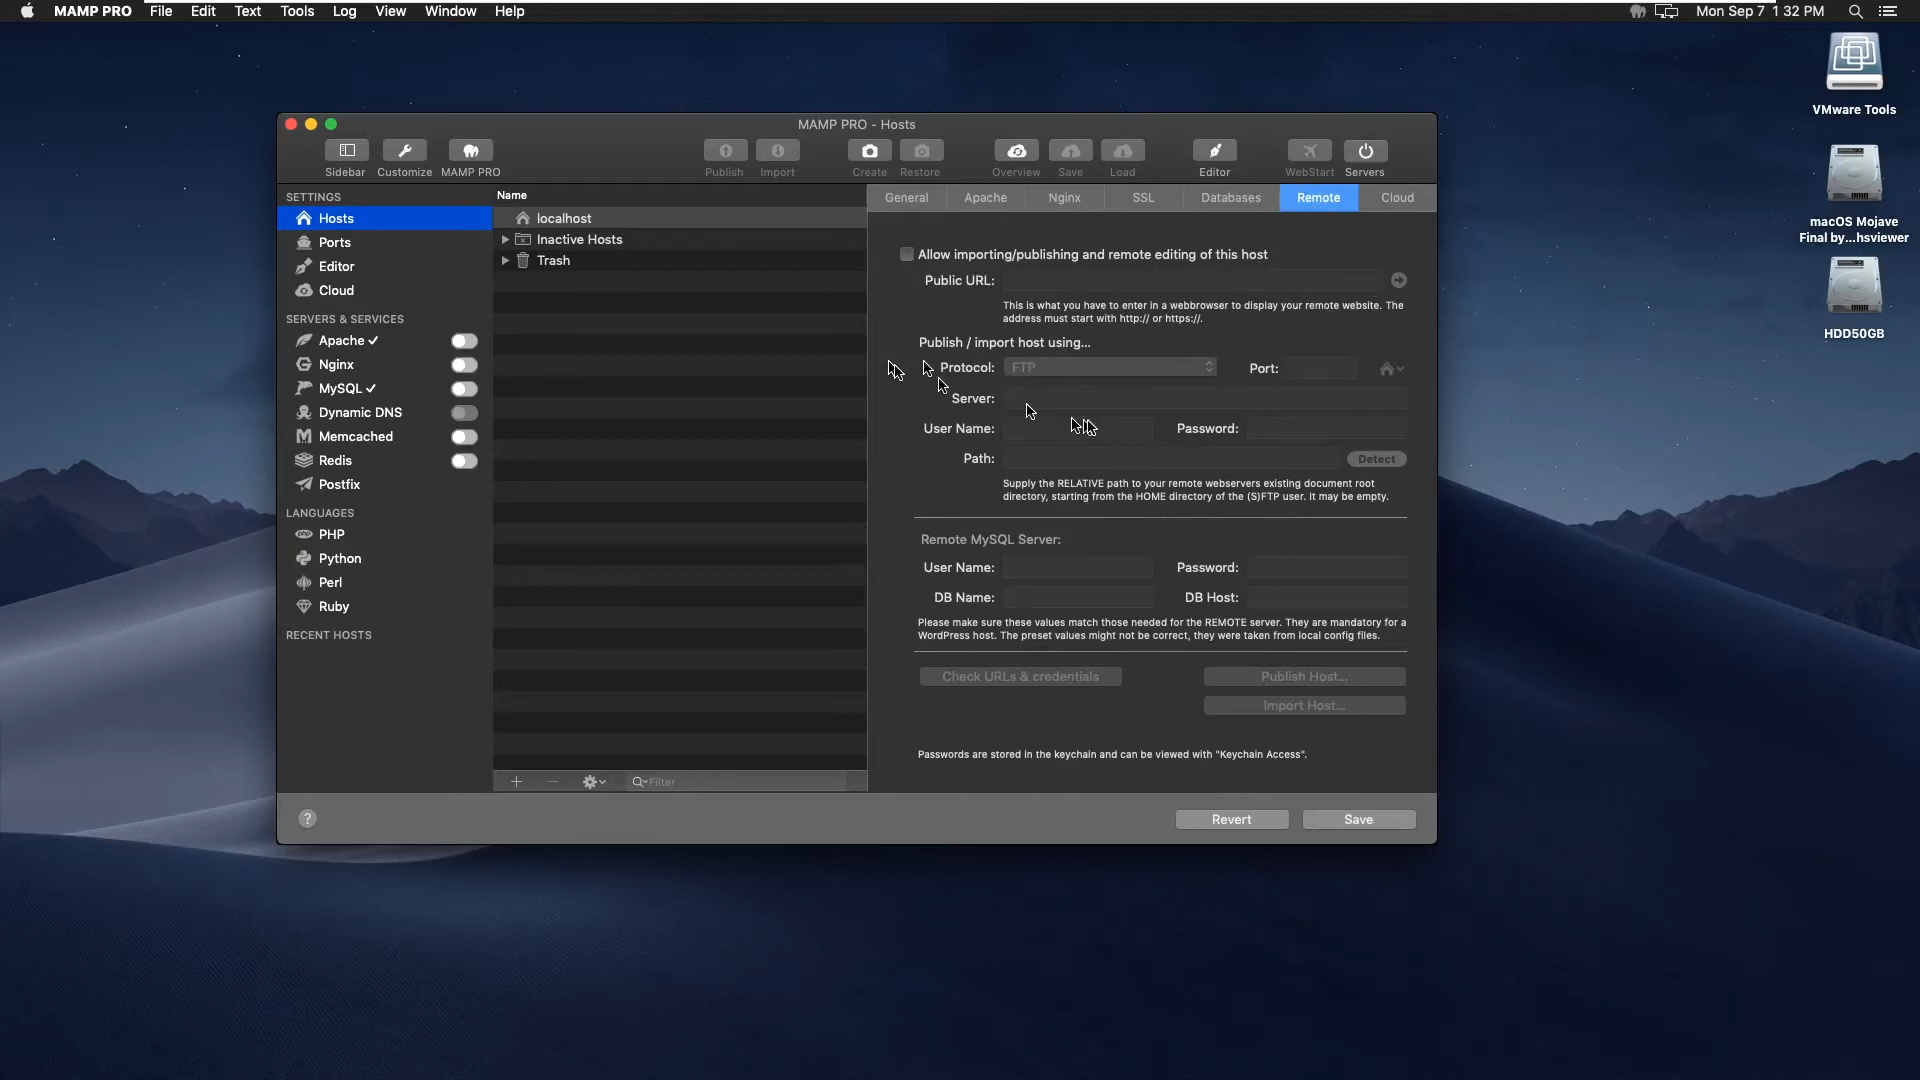 MAMP PRO File Edit Text Tools Log View Window Help Mon Sep 7 1 32 PM
VMware Tools
macOS Mojave
Final by...hsviewer
HDD50GB
MAMP PRO - Hosts
Sidebar Customize MAMP PRO Publish Import Create Restore Overview Save Load Editor WebStart Servers
SETTINGS
Hosts
Ports
Editor
Cloud
SERVERS & SERVICES
Apache ✓
Nginx
MySQL ✓
Dynamic DNS
Memcached
Redis
Postfix
LANGUAGES
PHP
Python
Perl
Ruby
RECENT HOSTS
Name
localhost
Inactive Hosts
Trash
Filter
General Apache Nginx SSL Databases Remote Cloud
Allow importing/publishing and remote editing of this host
Public URL:
This is what you have to enter in a webbrowser to display your remote website. The
address must start with http:// or https://.
Publish / import host using...
Protocol: FTP Port:
Server:
User Name: Password:
Path: Detect
Supply the RELATIVE path to your remote webservers existing document root
directory, starting from the HOME directory of the (S)FTP user. It may be empty.
Remote MySQL Server:
User Name: Password:
DB Name: DB Host:
Please make sure these values match those needed for the REMOTE server. They are mandatory for a
WordPress host. The preset values might not be correct, they were taken from local config files.
Check URLs & credentials Publish Host...
Import Host...
Passwords are stored in the keychain and can be viewed with "Keychain Access".
? Revert Save